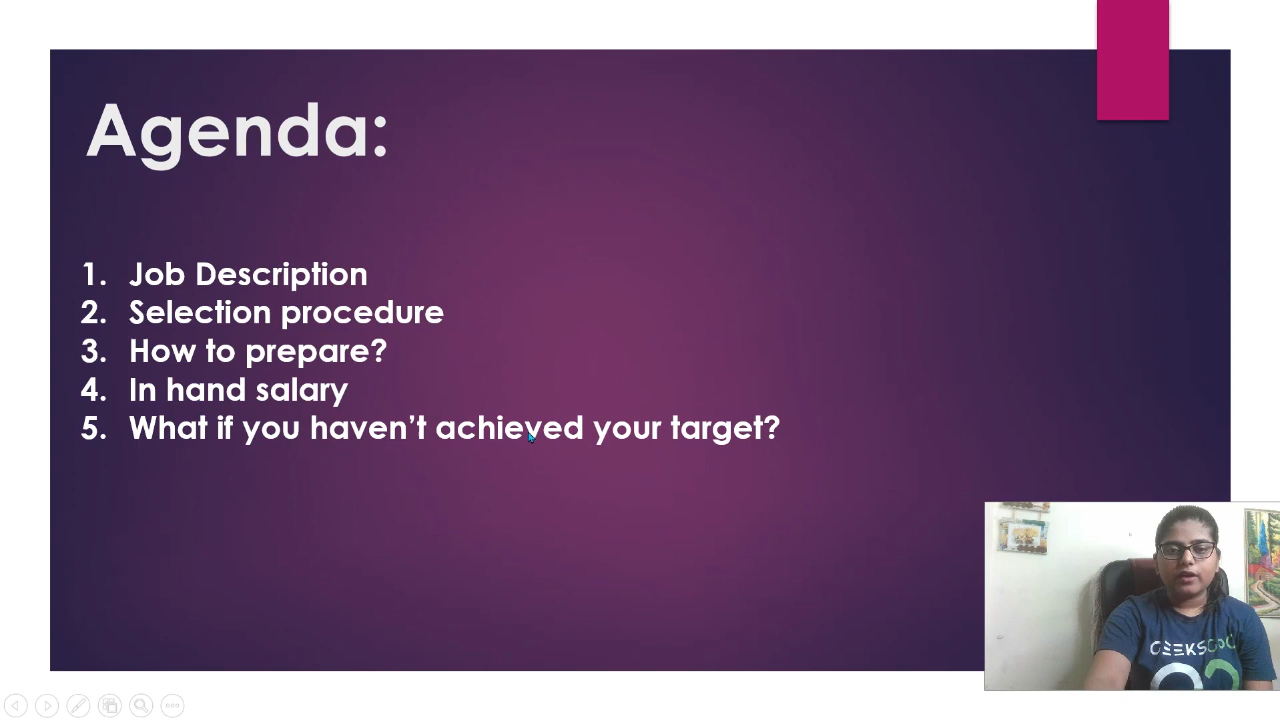 Agenda:
1. Job Description
2. Selection procedure
3. How to prepare?
4. In hand salary
5. What if you haven’t achieved your target?